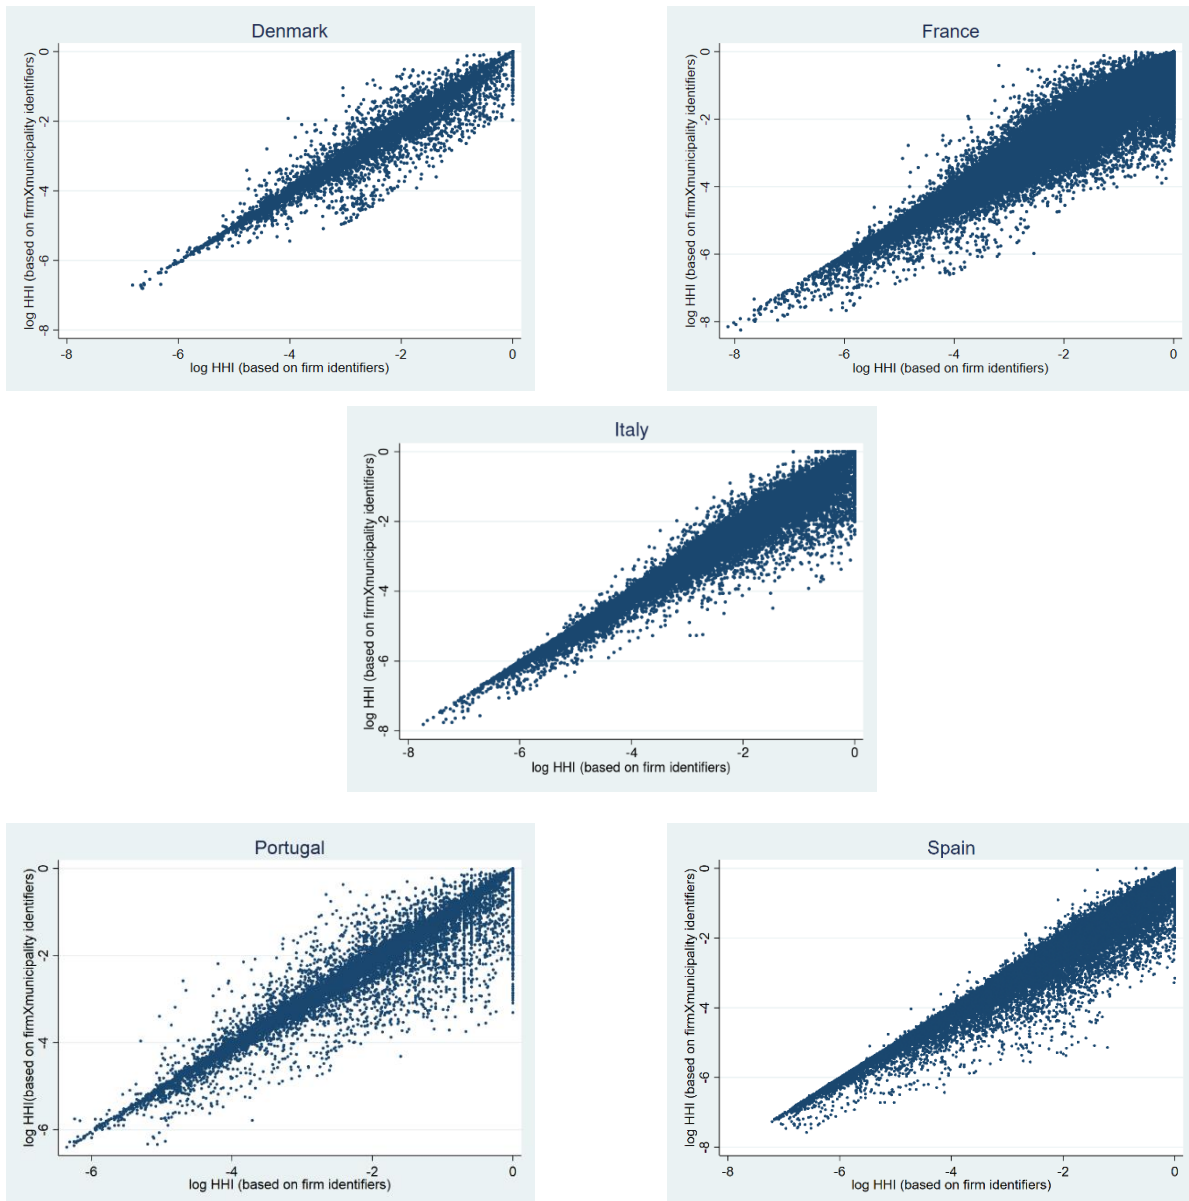 Denmark
log HHI (based on firmXmunicipality identifiers)
0
-2
-4
-6
-8
-8 -6 -4 -2 0
log HHI (based on firm identifiers)
France
log HHI (based on firmXmunicipality identifiers)
0
-2
-4
-6
-8
-8 -6 -4 -2 0
log HHI (based on firm identifiers)
Italy
log HHI (based on firmXmunicipality identifiers)
0
-2
-4
-6
-8
-8 -6 -4 -2 0
log HHI (based on firm identifiers)
Portugal
log HHI(based on firmXmunicipality identifiers)
0
-2
-4
-6
-6 -4 -2 0
log HHI (based on firm identifiers)
Spain
log HHI (based on firmXmunicipality identifiers)
0
-2
-4
-6
-8
-8 -6 -4 -2 0
log HHI (based on firm identifiers)